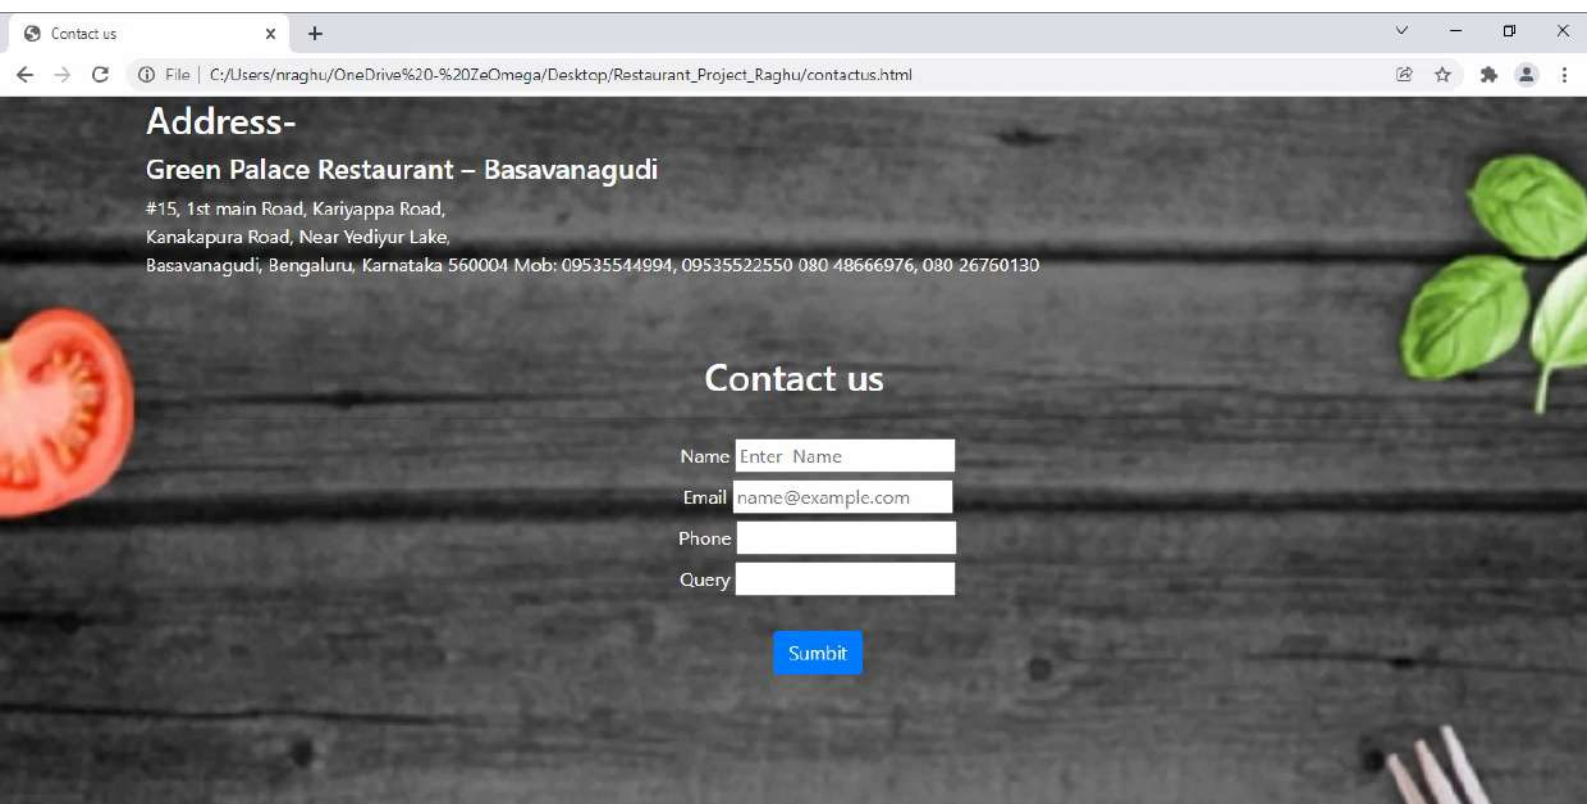 Contact us
File | C:/Users/nraghu/OneDrive%20-%20ZeOmega/Desktop/Restaurant_Project_Raghu/contactus.html
Address-
Green Palace Restaurant – Basavanagudi
#15, 1st main Road, Kariyappa Road,
Kanakapura Road, Near Yediyur Lake,
Basavanagudi, Bengaluru, Karnataka 560004 Mob: 09535544994, 09535522550 080 48666976, 080 26760130
Contact us
Name Enter Name
Email name@example.com
Phone
Query
Sumbit